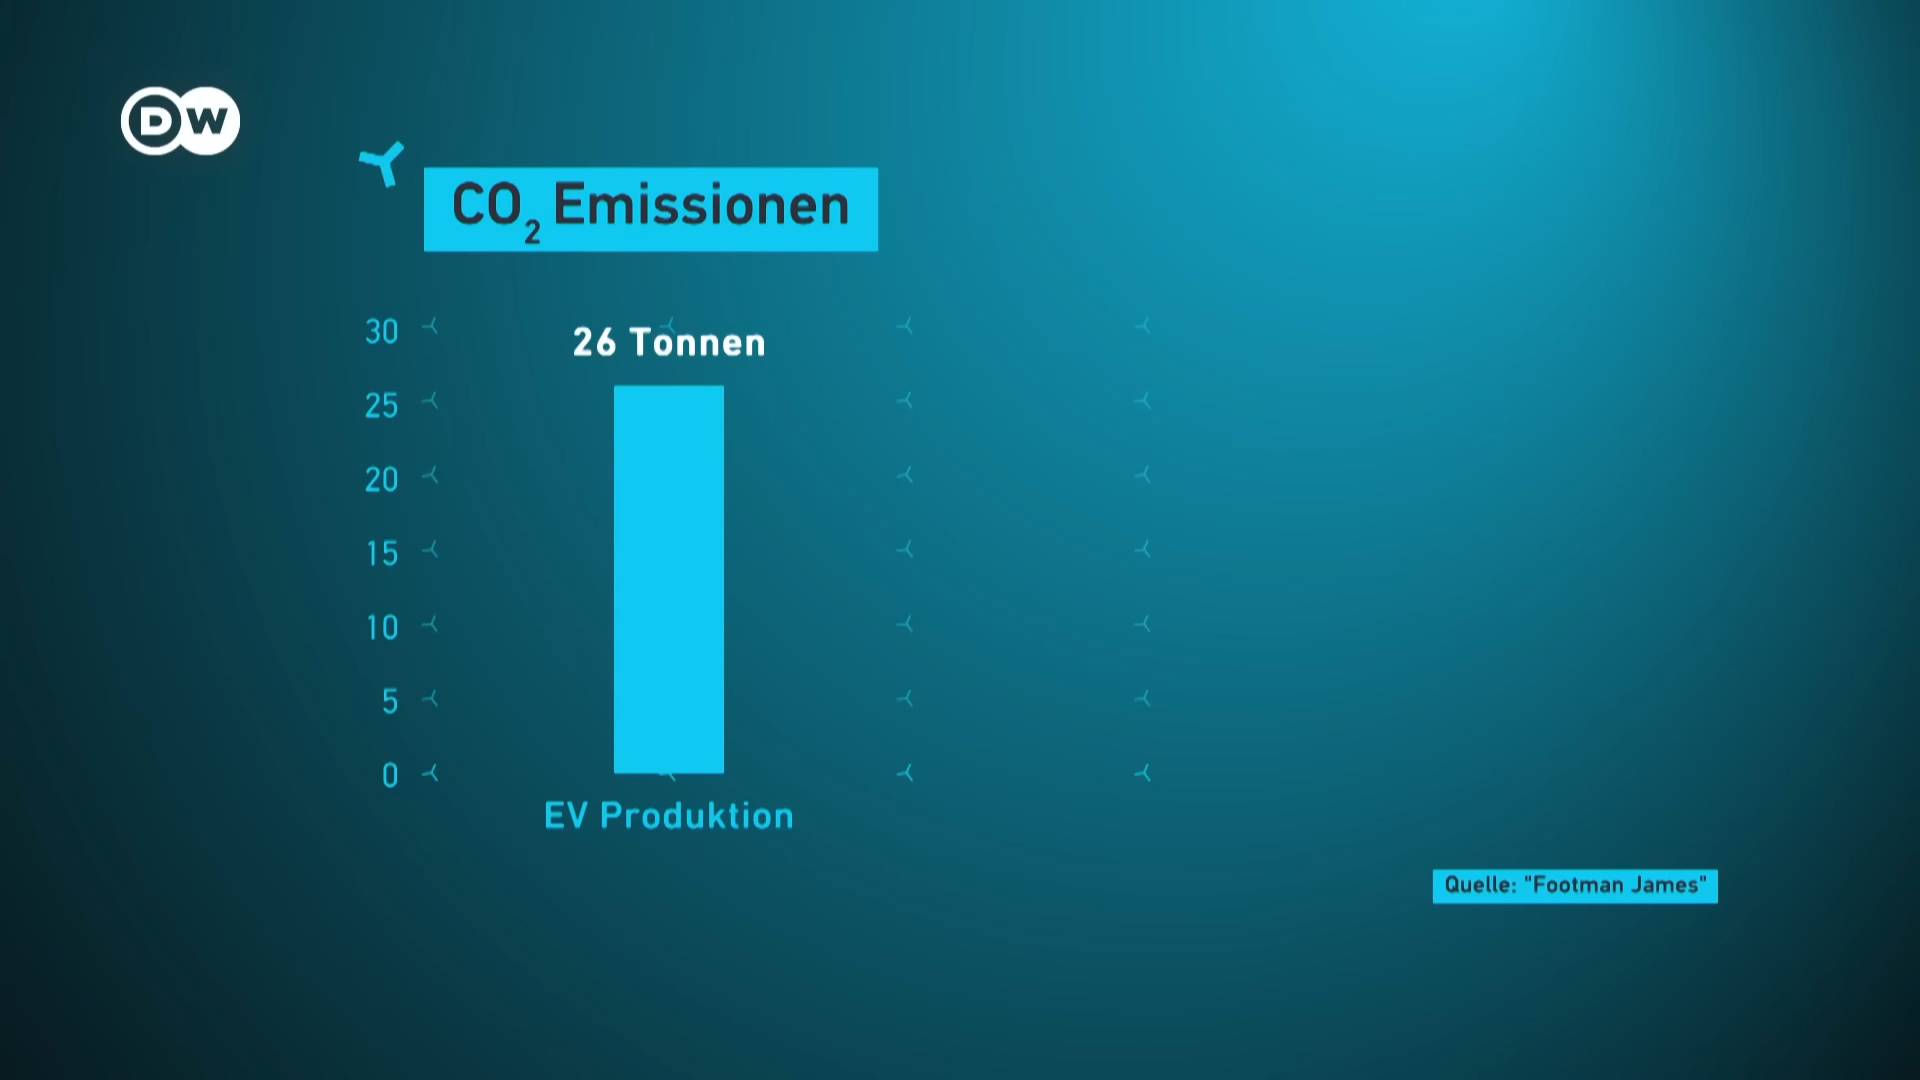 DW
CO₂ Emissionen
26 Tonnen
30
25
20
15
10
5
0
EV Produktion
Quelle: "Footman James"